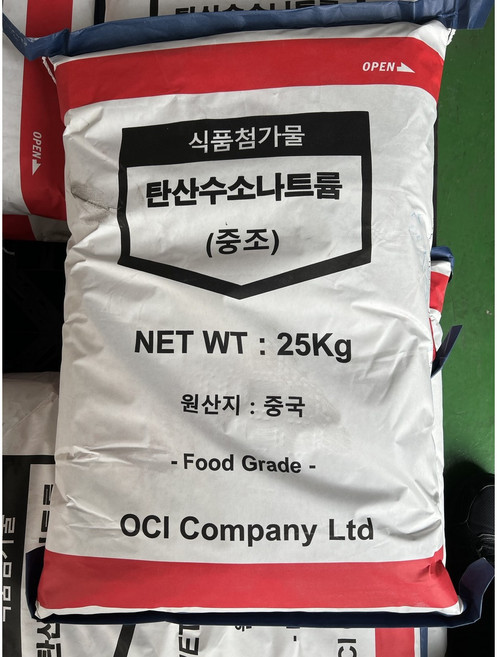 OPEN
식품첨가물
탄산수소나트륨
(중조)
NET WT : 25Kg
원산지 : 중국
- Food Grade -
OCI Company Ltd
OPEN